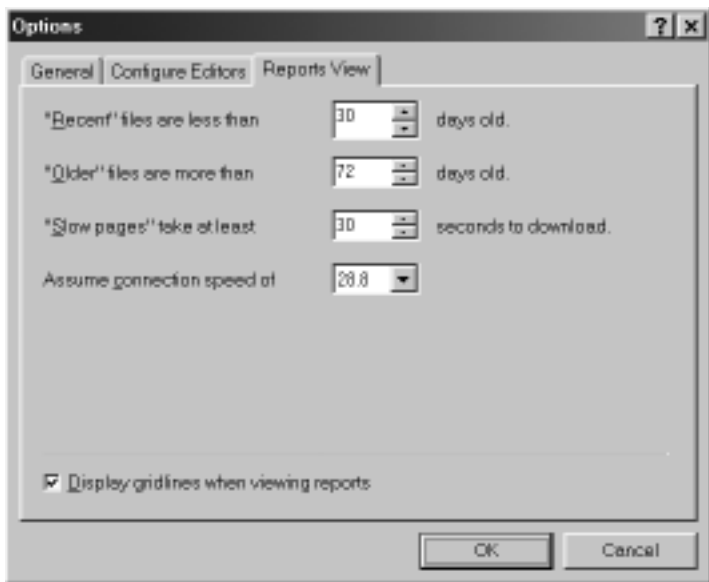 Options
General Configure Editors Reports View
"Recent" files are less than 30 days old.
"Older" files are more than 72 days old.
"Slow pages" take at least 30 seconds to download.
Assume connection speed of 28.8
Display gridlines when viewing reports
OK Cancel